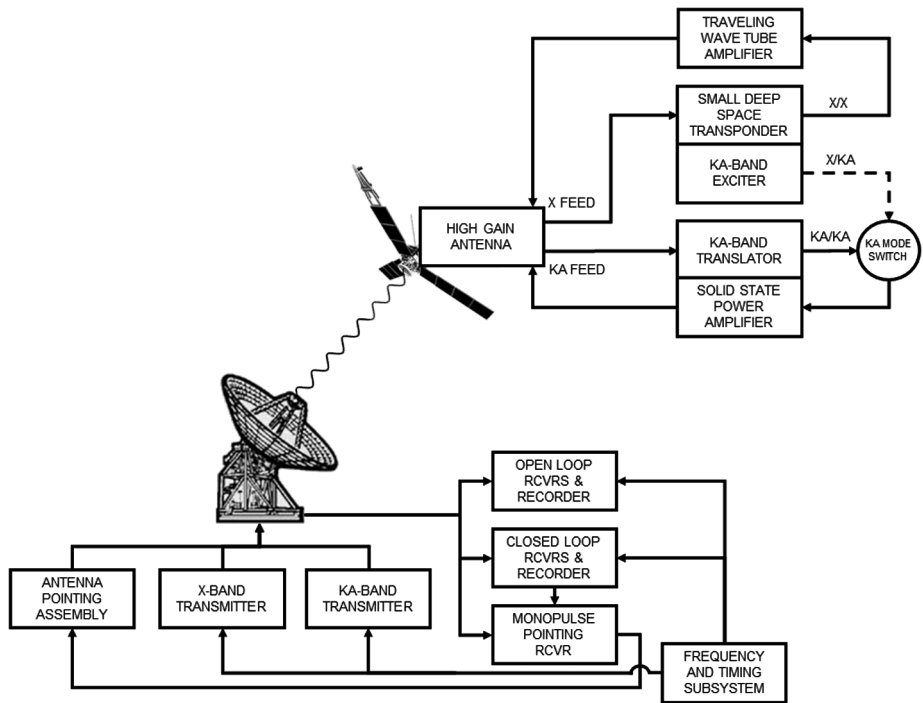 TRAVELING
WAVE TUBE
AMPLIFIER
SMALL DEEP
SPACE
TRANSPONDER
X/X
KA-BAND
EXCITER
X/KA
X FEED
HIGH GAIN
ANTENNA
KA FEED
KA-BAND
TRANSLATOR
KA/KA
KA MODE
SWITCH
SOLID STATE
POWER
AMPLIFIER
OPEN LOOP
RCVRS &
RECORDER
CLOSED LOOP
RCVRS &
RECORDER
ANTENNA
POINTING
ASSEMBLY
X-BAND
TRANSMITTER
KA-BAND
TRANSMITTER
MONOPULSE
POINTING
RCVR
FREQUENCY
AND TIMING
SUBSYSTEM